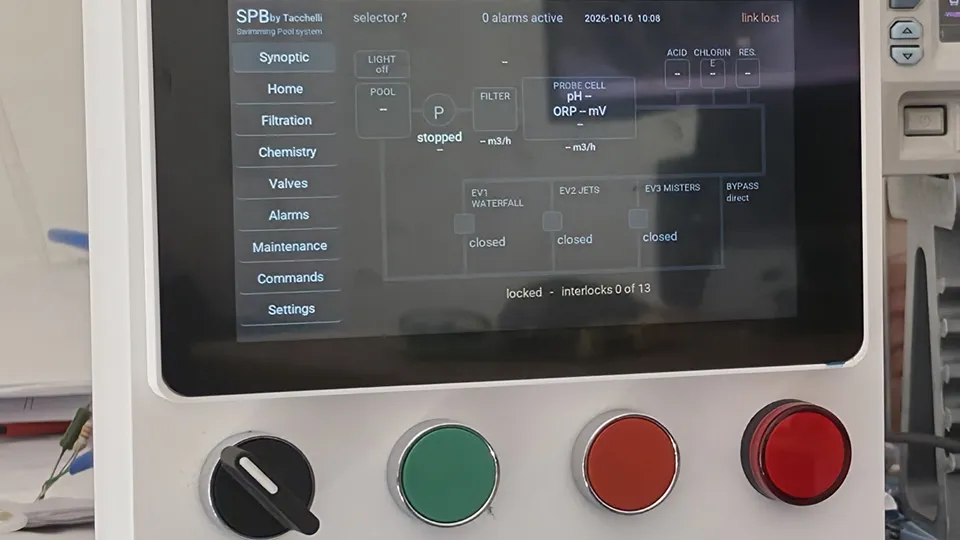 SPB by Tacchelli
Swimming Pool system
selector ?
0 alarms active
2026-10-16 10:08
link lost
Synoptic
Home
Filtration
Chemistry
Valves
Alarms
Maintenance
Commands
Settings
LIGHT
off
POOL
--
P
stopped
--
--
FILTER
-- m3/h
PROBE CELL
pH --
ORP -- mV
--
-- m3/h
ACID
--
CHLORIN
E
--
RES.
--
EV1
WATERFALL
closed
EV2 JETS
closed
EV3 MISTERS
closed
BYPASS
direct
locked - interlocks 0 of 13